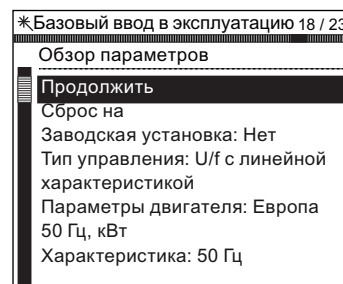 Базовый ввод в эксплуатацию 18 / 23
Обзор параметров
Продолжить
Сброс на
Заводская установка: Нет
Тип управления: U/f с линейной
характеристикой
Параметры двигателя: Европа
50 Гц, кВт
Характеристика: 50 Гц